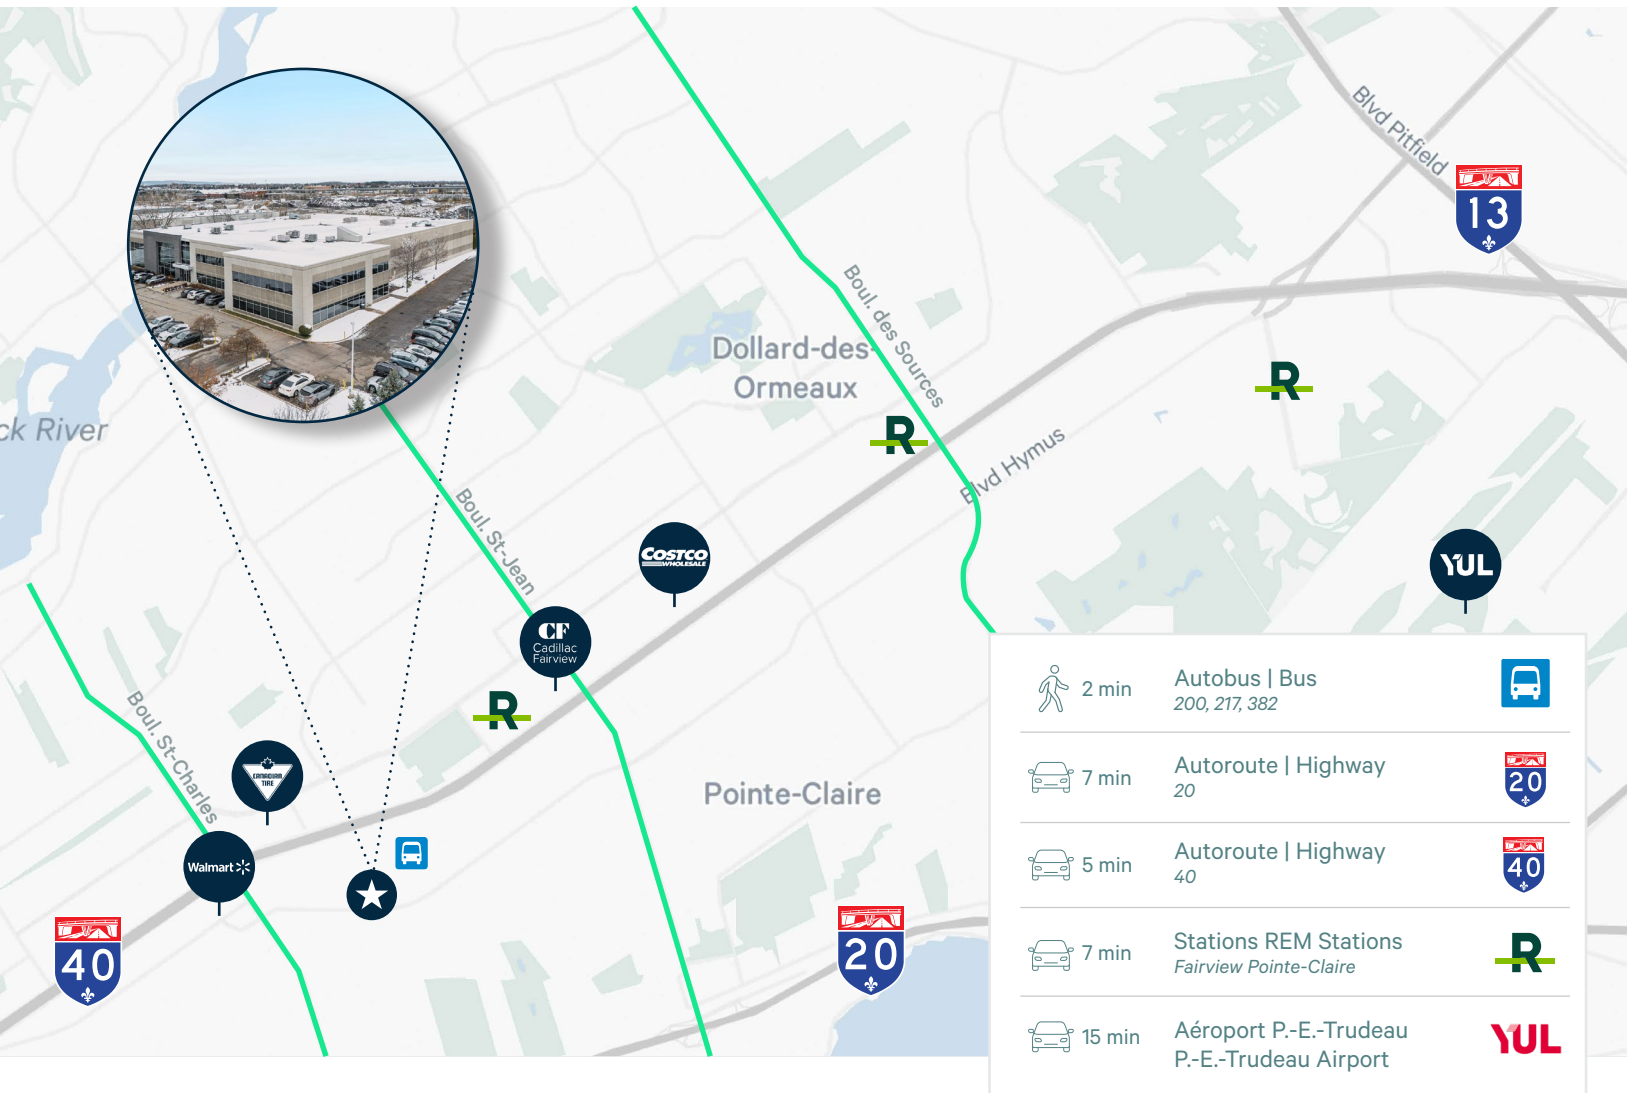 Blvd Pitfield
13
Boul. des Sources
Dollard-des-
Ormeaux
ck River
Blvd Hymus
Boul. St-Jean
COSTCO
WHOLESALE
YUL
CF
Cadillac
Fairview
Boul. St-Charles
CANADIAN
TIRE
Pointe-Claire
Walmart
40
20
2 min
Autobus | Bus
200, 217, 382
7 min
Autoroute | Highway
20
20
5 min
Autoroute | Highway
40
40
7 min
Stations REM Stations
Fairview Pointe-Claire
R
15 min
Aéroport P.-E.-Trudeau
P.-E.-Trudeau Airport
YUL
R
R
R